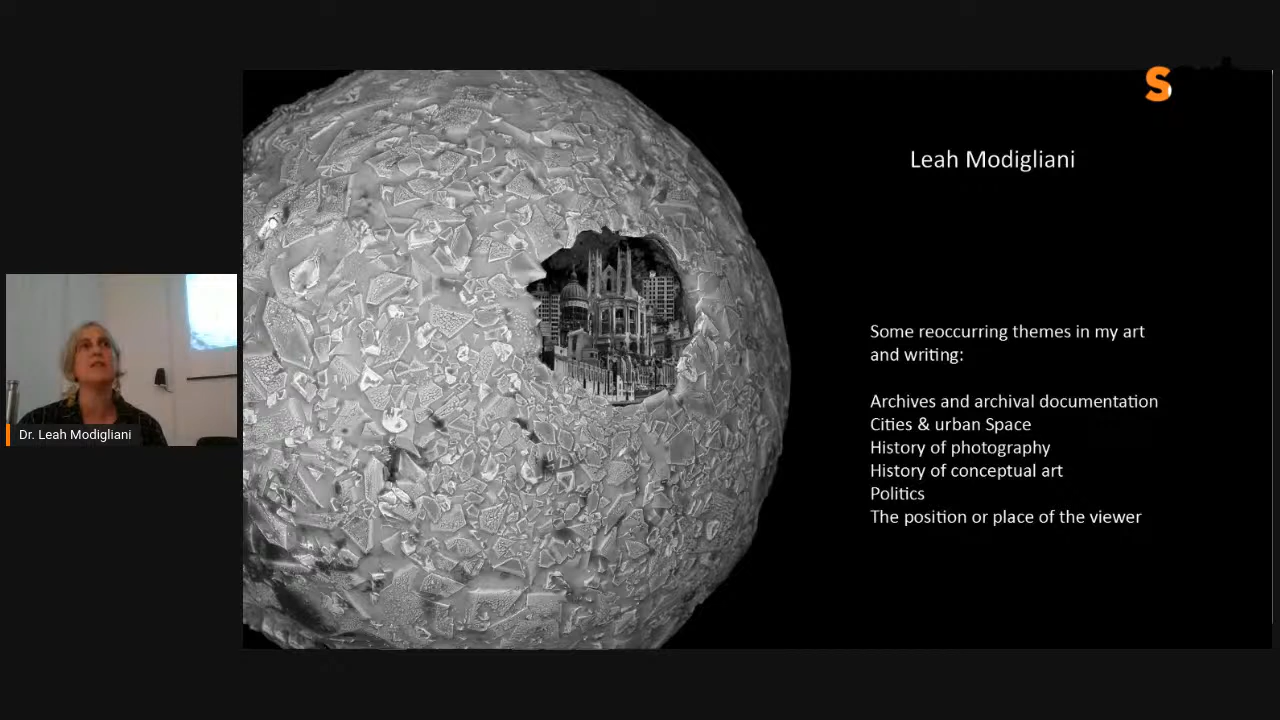 Leah Modigliani
Some reoccurring themes in my art
and writing:
Archives and archival documentation
Cities & urban Space
History of photography
History of conceptual art
Politics
The position or place of the viewer
Dr. Leah Modigliani
S